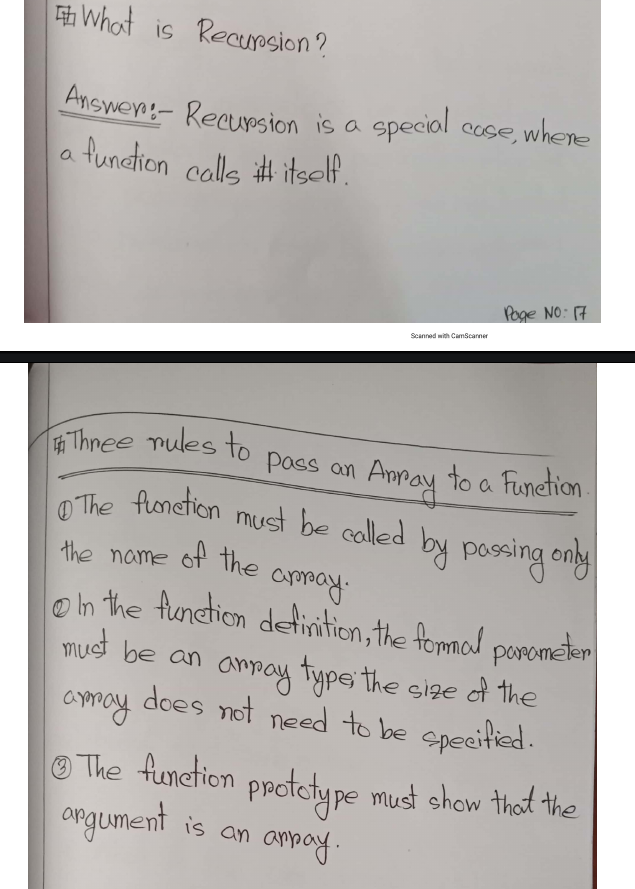 What is Recursion?
Answer:- Recursion is a special case, where
a function calls itself.
Page NO: 17
Scanned with CamScanner
Three rules to pass an Array to a Function.
① The function must be called by passing only
the name of the array.
② In the function definition, the formal parameter
must be an array type; the size of the
array does not need to be specified.
③ The function prototype must show that the
argument is an array.